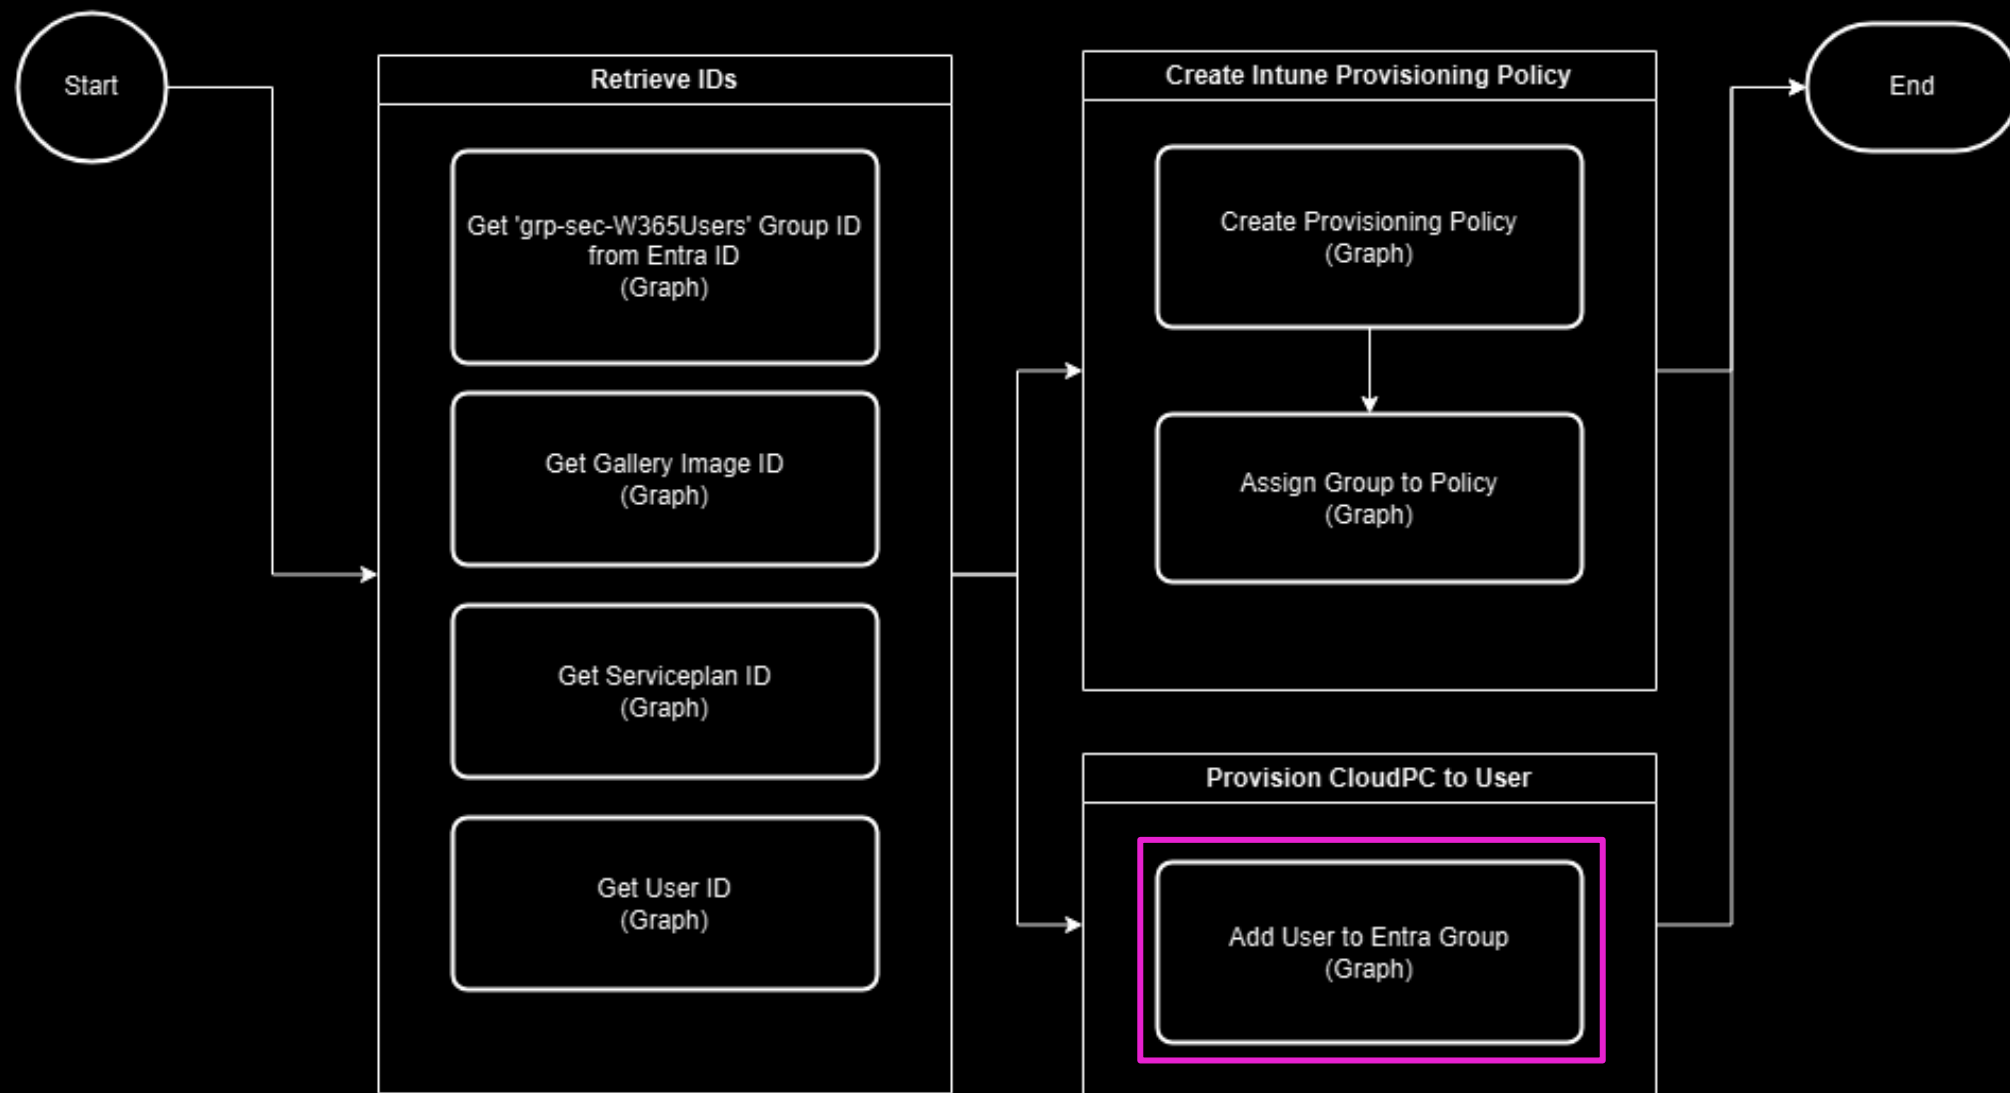 Start
Retrieve IDs
Get 'grp-sec-W365Users' Group ID
from Entra ID
(Graph)
Get Gallery Image ID
(Graph)
Get Serviceplan ID
(Graph)
Get User ID
(Graph)
Create Intune Provisioning Policy
Create Provisioning Policy
(Graph)
Assign Group to Policy
(Graph)
Provision CloudPC to User
Add User to Entra Group
(Graph)
End